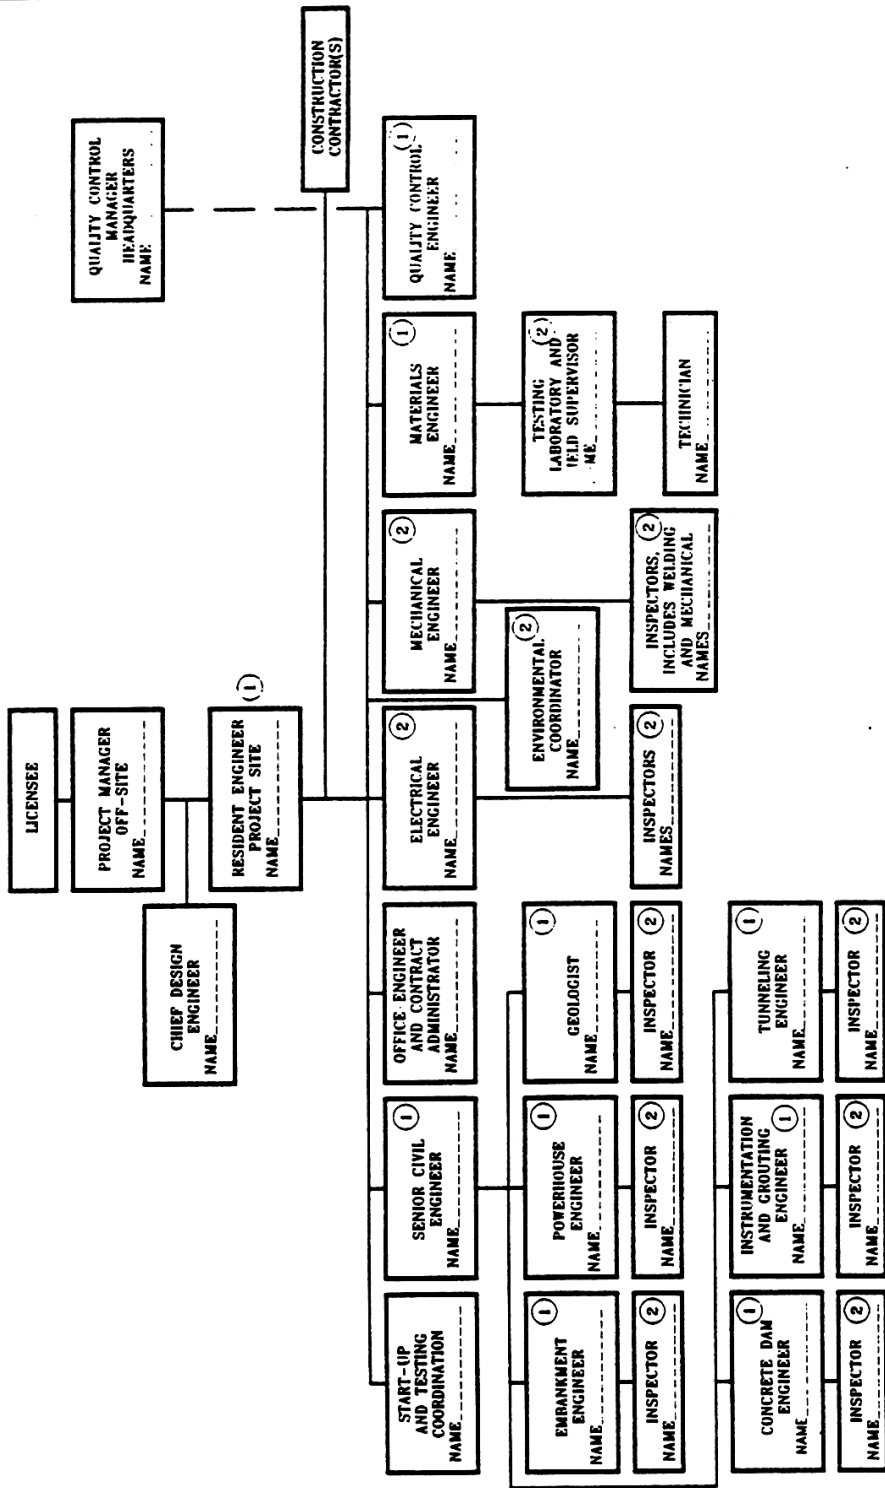 LICENSEE
PROJECT MANAGER
OFF-SITE
NAME
QUALITY CONTROL
MANAGER
HEADQUARTERS
NAME
CHIEF DESIGN
ENGINEER
NAME
RESIDENT ENGINEER
PROJECT SITE
NAME
(1)
CONSTRUCTION
CONTRACTOR(S)
START-UP
AND TESTING
COORDINATION
NAME
SENIOR CIVIL
ENGINEER
NAME
(1)
OFFICE ENGINEER
AND CONTRACT
ADMINISTRATOR
NAME
ELECTRICAL
ENGINEER
NAME
(2)
MECHANICAL
ENGINEER
NAME
(2)
MATERIALS
ENGINEER
NAME
(1)
QUALITY CONTROL
ENGINEER
NAME
(1)
EMBANKMENT
ENGINEER
NAME
(1)
POWERHOUSE
ENGINEER
NAME
(1)
GEOLOGIST
NAME
(1)
ENVIRONMENTAL
COORDINATOR
NAME
(2)
TESTING
LABORATORY AND
IELD SUPERVISOR
ME
(2)
INSPECTOR (2)
NAME
INSPECTOR (2)
NAME
INSPECTOR (2)
NAME
INSPECTORS (2)
NAMES
INSPECTORS,
INCLUDES WELDING
AND MECHANICAL
NAMES
(2)
TECHNICIAN
NAME
CONCRETE DAM
ENGINEER
NAME
(1)
INSTRUMENTATION
AND GROUTING
ENGINEER (1)
NAME
TUNNELING
ENGINEER
NAME
(1)
INSPECTOR (2)
NAME
INSPECTOR (2)
NAME
INSPECTOR (2)
NAME